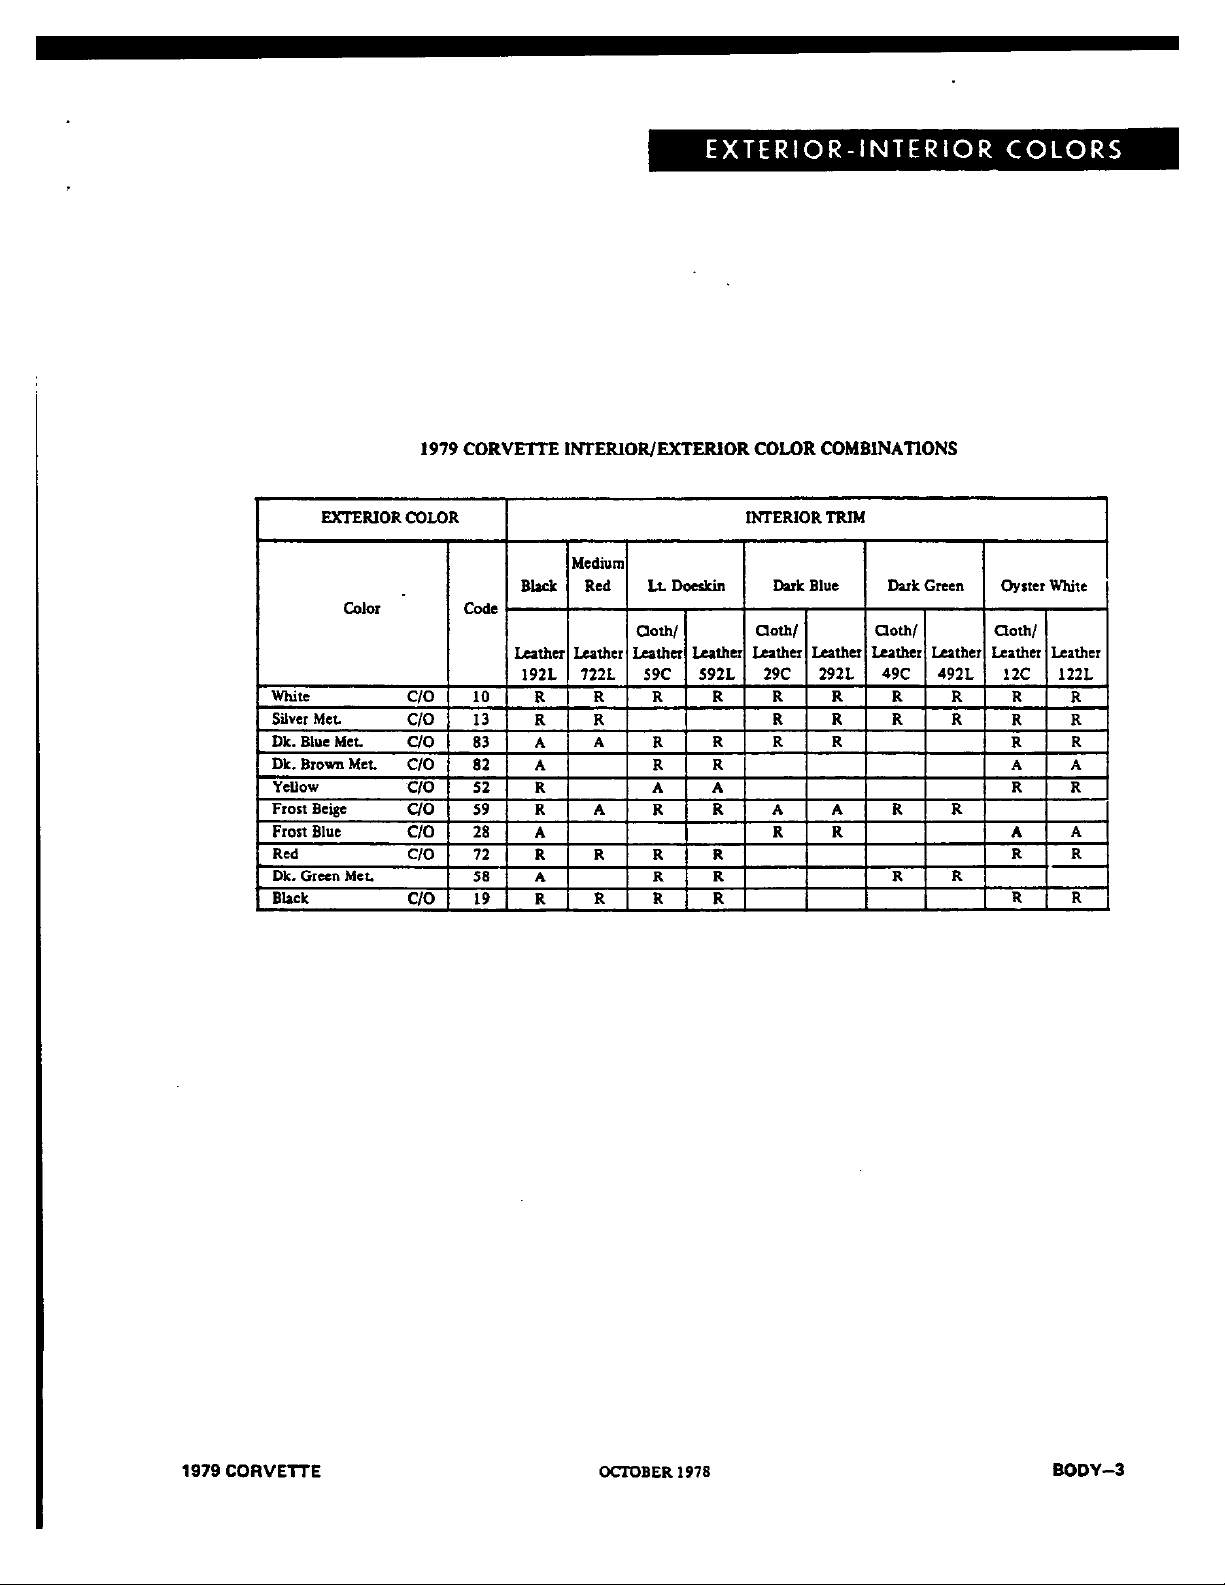 EXTERIOR-INTERIOR COLORS
1979 CORVETTE INTERIOR/EXTERIOR COLOR COMBINATIONS
EXTERIOR COLOR INTERIOR TRIM
Color Code
Black Medium Red Lt. Doeskin Dark Blue Dark Green Oyster White
Leather 192L Leather 722L Cloth/ Leather 59C Leather 592L Cloth/ Leather 29C Leather 292L Cloth/ Leather 49C Leather 492L Cloth/ Leather 12C Leather 122L
White C/O 10 R R R R R R R R R R
Silver Met. C/O 13 R R R R R R R R
Dk. Blue Met. C/O 83 A A R R R R R R
Dk. Brown Met. C/O 82 A R R A A
Yellow C/O 52 R A A R R
Frost Beige C/O 59 R A R R A A R R
Frost Blue C/O 28 A R R A A
Red C/O 72 R R R R R R
Dk. Green Met. 58 A R R R R
Black C/O 19 R R R R R R
1979 CORVETTE OCTOBER 1978 BODY—3